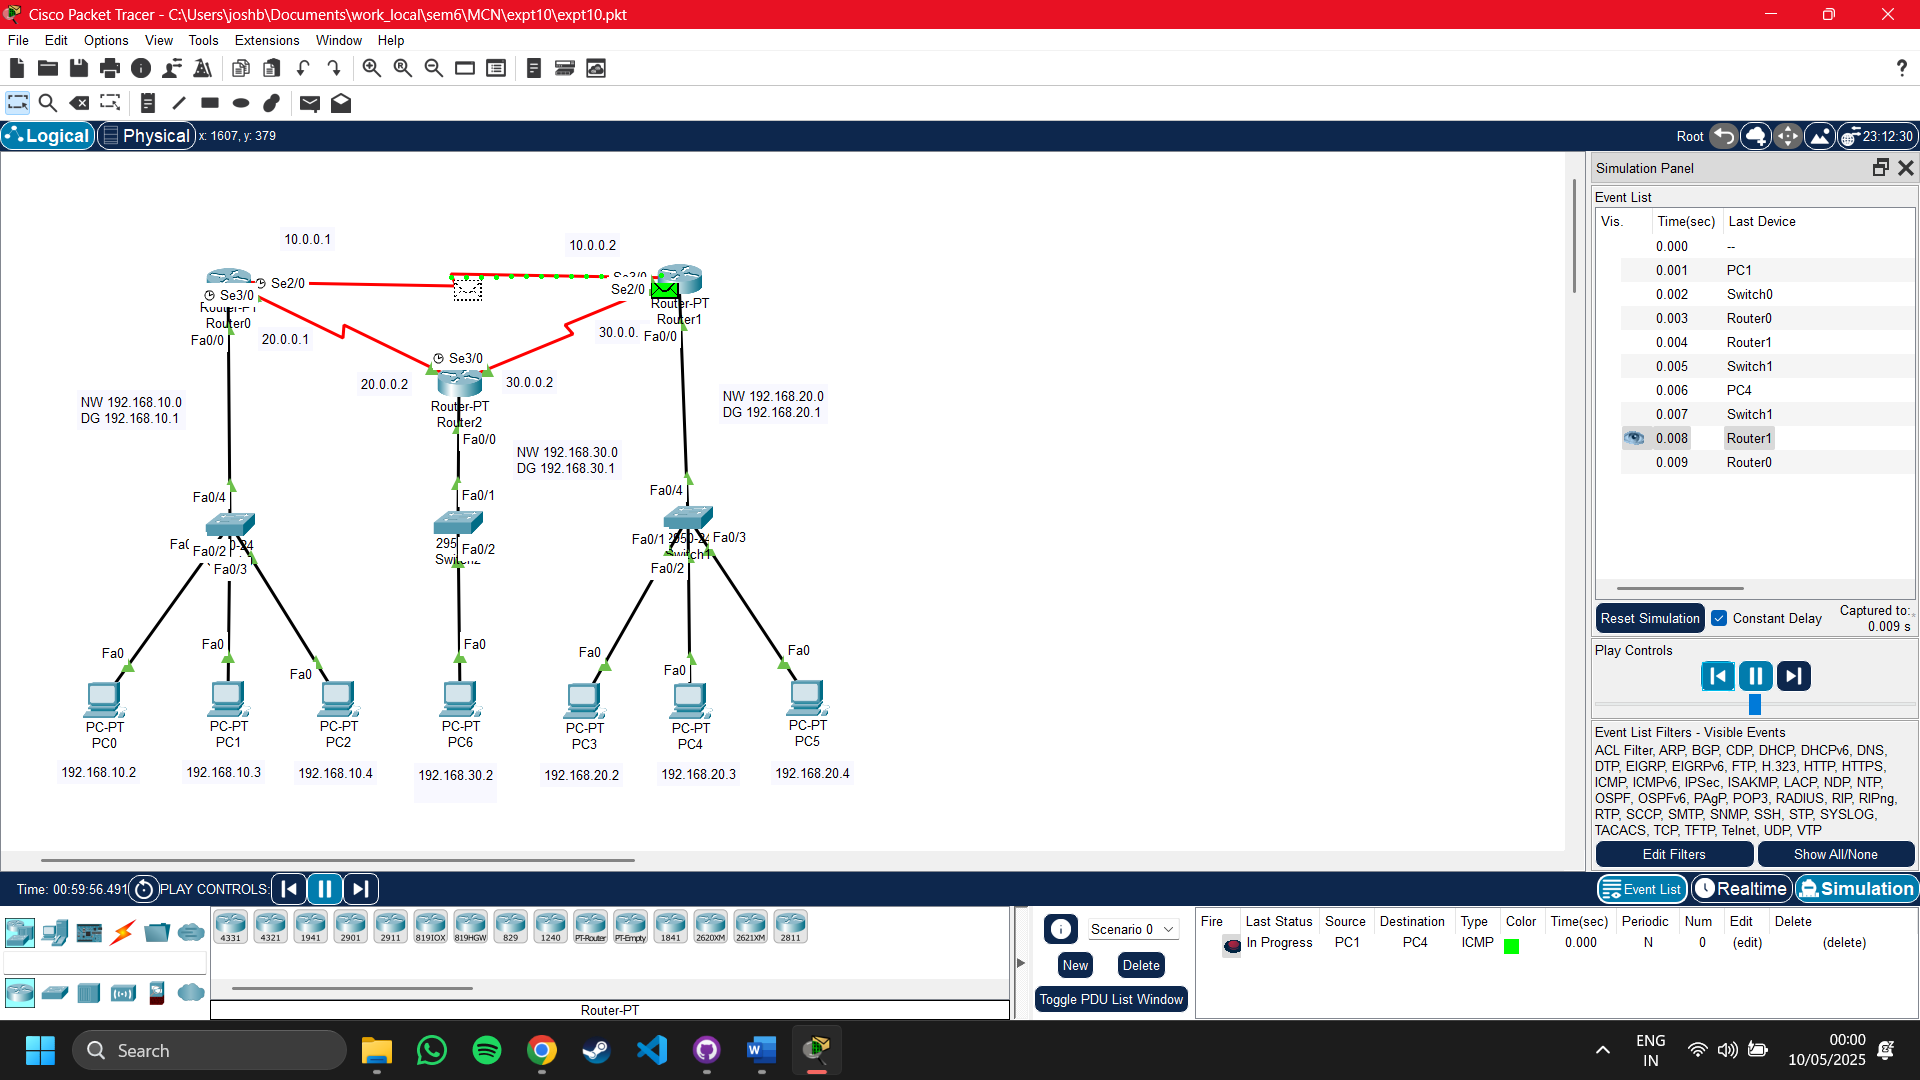 Cisco Packet Tracer - C:\Users\joshb\Documents\work_local\sem6\MCN\expt10\expt10.pkt
File Edit Options View Tools Extensions Window Help
Logical Physical x: 1607, y: 379 Root 23:12:30
10.0.0.1
10.0.0.2
Se2/0
Se3/0
Router0
Fa0/0
20.0.0.1
Se2/0
Router-PT
Router1
30.0.0.
Fa0/0
Se3/0
20.0.0.2
30.0.0.2
Router-PT
Router2
Fa0/0
NW 192.168.10.0
DG 192.168.10.1
NW 192.168.20.0
DG 192.168.20.1
NW 192.168.30.0
DG 192.168.30.1
Fa0/4
Fa0/1
Fa0/4
Fa0/2
Fa0/3
Fa0/2
Fa0/1
Fa0/3
Fa0/2
Fa0
Fa0
Fa0
Fa0
Fa0
Fa0
Fa0
PC-PT
PC0
PC-PT
PC1
PC-PT
PC2
PC-PT
PC6
PC-PT
PC3
PC-PT
PC4
PC-PT
PC5
192.168.10.2
192.168.10.3
192.168.10.4
192.168.30.2
192.168.20.2
192.168.20.3
192.168.20.4
Simulation Panel
Event List
Vis. Time(sec) Last Device
0.000 --
0.001 PC1
0.002 Switch0
0.003 Router0
0.004 Router1
0.005 Switch1
0.006 PC4
0.007 Switch1
0.008 Router1
0.009 Router0
Reset Simulation Constant Delay Captured to:
0.009 s
Play Controls
Event List Filters - Visible Events
ACL Filter, ARP, BGP, CDP, DHCP, DHCPv6, DNS,
DTP, EIGRP, EIGRPv6, FTP, H.323, HTTP, HTTPS,
ICMP, ICMPv6, IPSec, ISAKMP, LACP, NDP, NTP,
OSPF, OSPFv6, PAgP, POP3, RADIUS, RIP, RIPng,
RTP, SCCP, SMTP, SNMP, SSH, STP, SYSLOG,
TACACS, TCP, TFTP, Telnet, UDP, VTP
Edit Filters Show All/None
Time: 00:59:56.491 PLAY CONTROLS:
Event List Realtime Simulation
4331 4321 1941 2901 2911 819IOX 819HGW 829 1240 PT-Router PT-Empty 1841 2620XM 2621XM 2811
Router-PT
Scenario 0
New Delete
Toggle PDU List Window
Fire Last Status Source Destination Type Color Time(sec) Periodic Num Edit Delete
In Progress PC1 PC4 ICMP 0.000 N 0 (edit) (delete)
Search
ENG
IN
00:00
10/05/2025